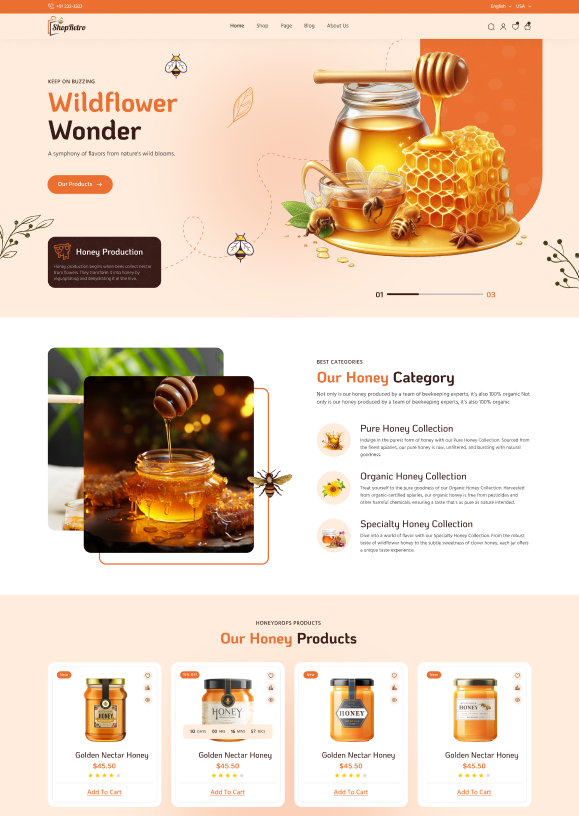 +91 333-3333
English
USA
ShopRetro
Home
Shop
Page
Blog
About Us
KEEP ON BUZZING
Wildflower
Wonder
A symphony of flavors from nature's wild blooms.
Our Products
Honey Production
Honey production begins when bees collect nectar
from flowers. They transform it into honey by
regurgitating and dehydrating it at the hive.
01
03
BEST CATEGORIES
Our Honey Category
Not only is our honey produced by a team of beekeeping experts, it's also 100% organic Not
only is our honey produced by a team of beekeeping experts, it's also 100% organic
Pure Honey Collection
Indulge in the purest form of honey with our Pure Honey Collection. Sourced from
the finest apiaries, our pure honey is raw, unfiltered, and bursting with natural
goodness.
Organic Honey Collection
Treat yourself to the pure goodness of our Organic Honey Collection. Harvested
from organic-certified apiaries, our organic honey is free from pesticides and
other harmful chemicals, ensuring a taste that's as pure as nature intended.
Specialty Honey Collection
Dive into a world of flavor with our Specialty Honey Collection. From the robust
taste of wildflower honey to the subtle sweetness of clover honey, each jar offers
a unique taste experience.
HONEYDROPS PRODUCTS
Our Honey Products
New
HONEY
Golden Nectar Honey
$45.50
Add To Cart
HONEY
02 DAYS 00 HRS 16 MINS 57 SECS
Golden Nectar Honey
$45.50
Add To Cart
New
HONEY
Golden Nectar Honey
$45.50
Add To Cart
New
HONEY
Golden Nectar Honey
$45.50
Add To Cart